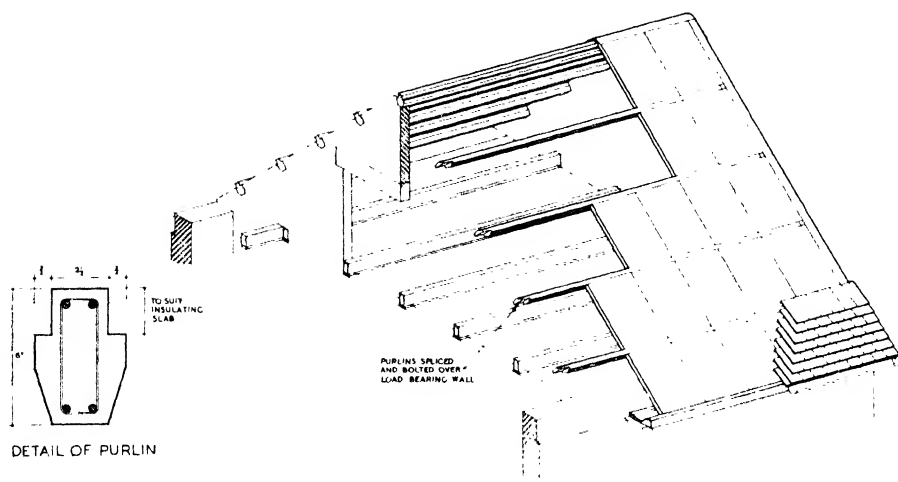 TO SUIT
INSULATING
SLAB
6"
PURLINS SPLICED
AND BOLTED OVER
LOAD BEARING WALL
DETAIL OF PURLIN